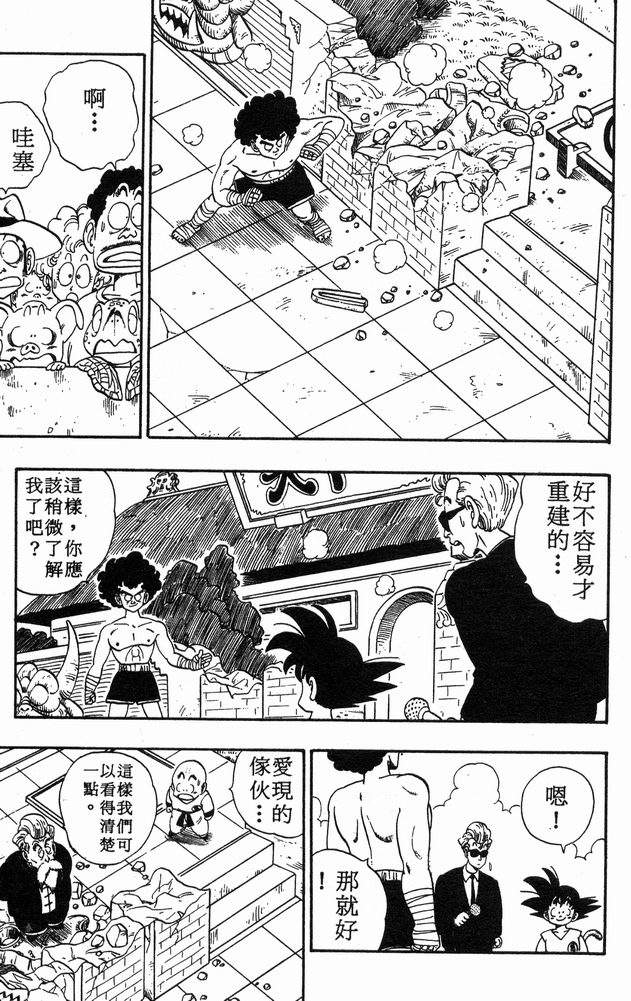 啊…
哇塞
好不容易才
重建的…
這樣，你應
該稍微了解
我了吧？
嗯！
那就好
！
愛現的
傢伙…
這樣我們可
以看得清楚
一點。